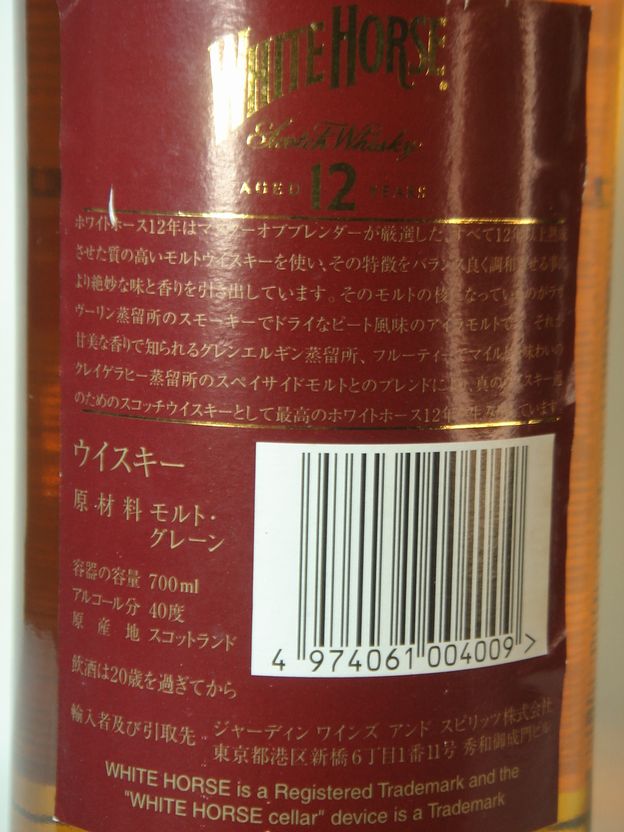 WHITE HORSE
Scotch Whisky
AGED 12 YEARS
ホワイトホース12年はマスターオブブレンダーが厳選した、すべて12年以上熟成
させた質の高いモルトウイスキーを使い、その特徴をバランス良く調和させる事に
より絶妙な味と香りを引き出しています。そのモルトの核になっているのがラガ
ヴーリン蒸留所のスモーキーでドライなピート風味のアイラモルトです。それが
甘美な香りで知られるグレンエルギン蒸留所、フルーティーでマイルドな味わいの
クレイゲラヒー蒸留所のスペイサイドモルトとのブレンドにより、真のウイスキー通
のためのスコッチウイスキーとして最高のホワイトホース12年を生み出しています。
ウイスキー
原・材 料 モルト・
グレーン
容器の容量 700ml
アルコール分 40度
原 産 地 スコットランド
4 974061 004009 >
飲酒は20歳を過ぎてから
輸入者及び引取先 ジャーディン ワインズ アンド スピリッツ株式会社
東京都港区新橋6丁目1番11号 秀和御成門ビル
WHITE HORSE is a Registered Trademark and the
"WHITE HORSE cellar" device is a Trademark